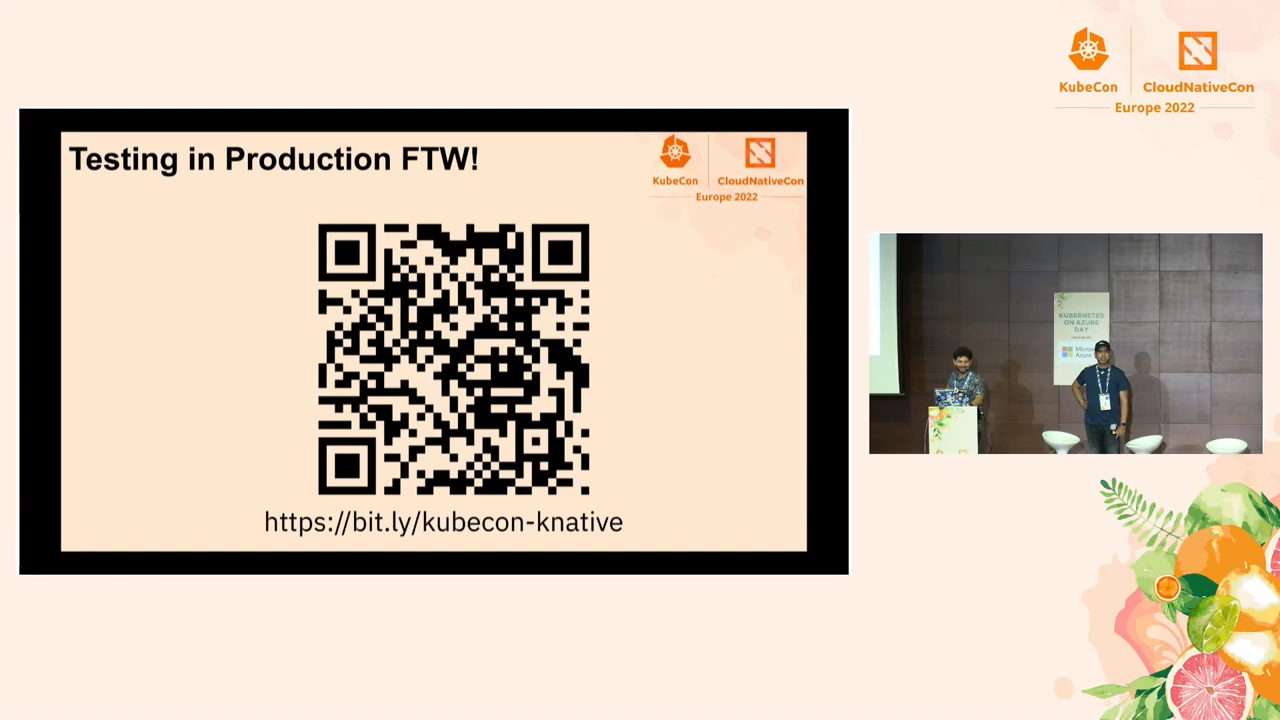 KubeCon
CloudNativeCon
Europe 2022
Testing in Production FTW!
KubeCon
CloudNativeCon
Europe 2022
https://bit.ly/kubecon-knative
KUBERNETES
ON AZURE
DAY
Azure